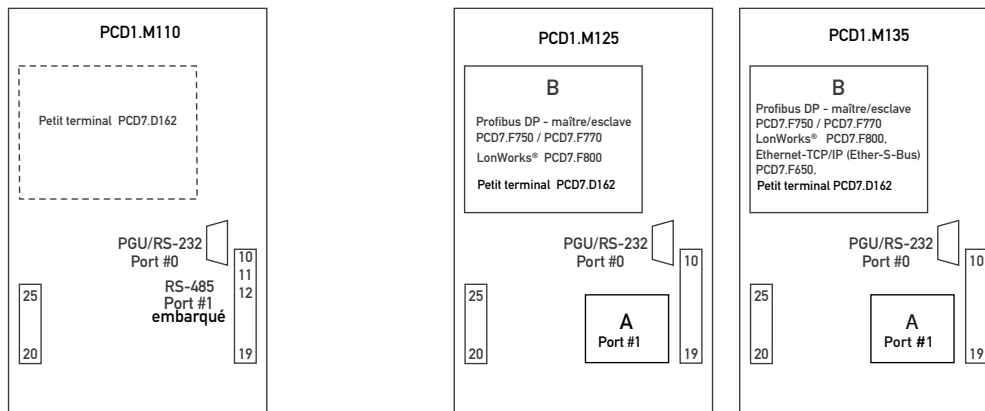 PCD1.M110
Petit terminal PCD7.D162
PGU/RS-232
Port #0
10
11
RS-485
12
Port #1
embarqué
25
20
19
PCD1.M125
B
Profibus DP - maître/esclave
PCD7.F750 / PCD7.F770
LonWorks® PCD7.F800
Petit terminal PCD7.D162
PGU/RS-232
Port #0
10
25
A
Port #1
20
19
PCD1.M135
B
Profibus DP - maître/esclave
PCD7.F750 / PCD7.F770
LonWorks® PCD7.F800,
Ethernet-TCP/IP (Ether-S-Bus)
PCD7.F650,
Petit terminal PCD7.D162
PGU/RS-232
Port #0
10
25
A
Port #1
20
19